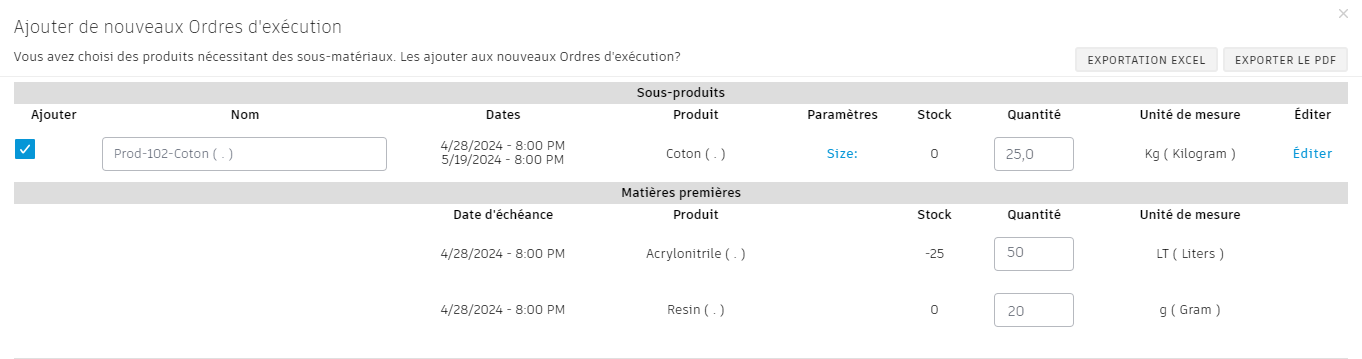 ×
Ajouter de nouveaux Ordres d'exécution
Vous avez choisi des produits nécessitant des sous-matériaux. Les ajouter aux nouveaux Ordres d'exécution?
EXPORTATION EXCEL EXPORTER LE PDF
Sous-produits
Ajouter Nom Dates Produit Paramètres Stock Quantité Unité de mesure Éditer
Prod-102-Coton ( . ) 4/28/2024 - 8:00 PM Coton ( . ) Size: 0 25,0 Kg ( Kilogram ) Éditer
5/19/2024 - 8:00 PM
Matières premières
Date d'échéance Produit Stock Quantité Unité de mesure
4/28/2024 - 8:00 PM Acrylonitrile ( . ) -25 50 LT ( Liters )
4/28/2024 - 8:00 PM Resin ( . ) 0 20 g ( Gram )